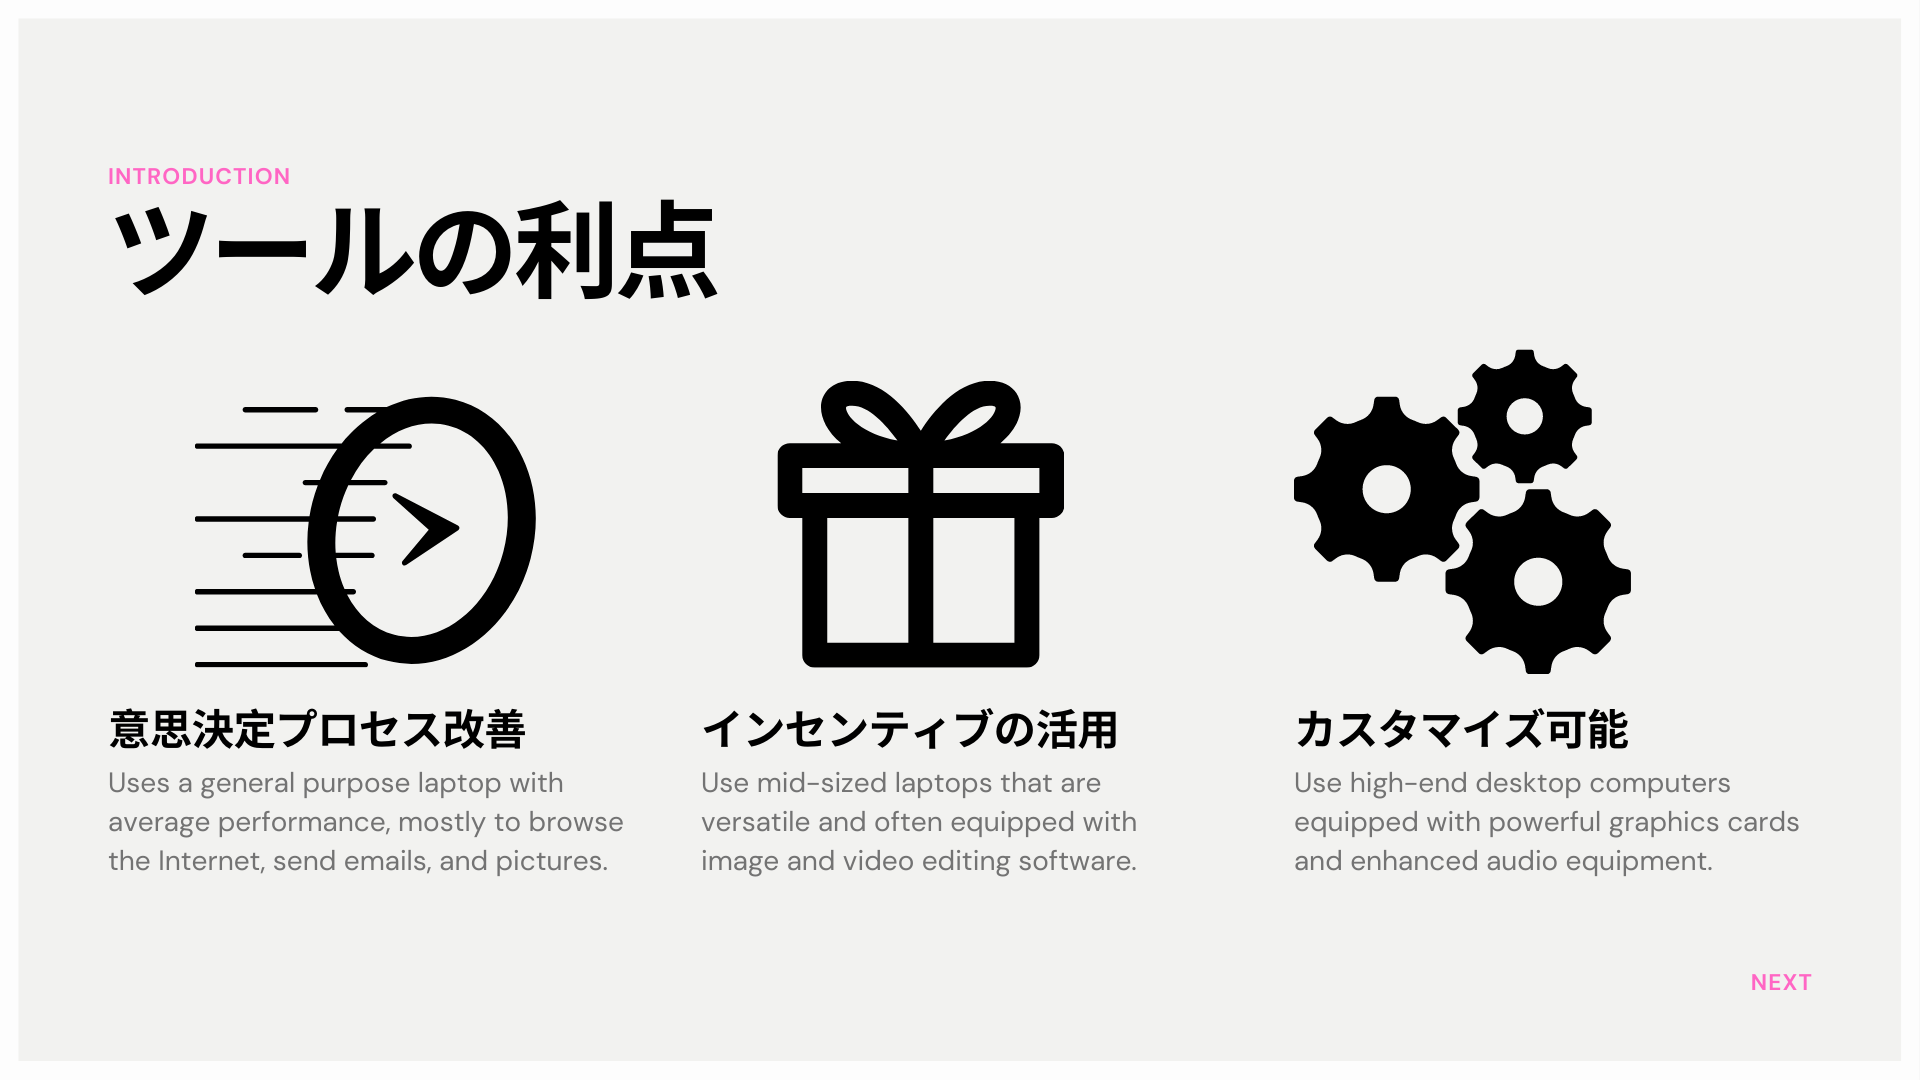 INTRODUCTION
ツールの利点
意思決定プロセス改善
Uses a general purpose laptop with
average performance, mostly to browse
the Internet, send emails, and pictures.
インセンティブの活用
Use mid-sized laptops that are
versatile and often equipped with
image and video editing software.
カスタマイズ可能
Use high-end desktop computers
equipped with powerful graphics cards
and enhanced audio equipment.
NEXT